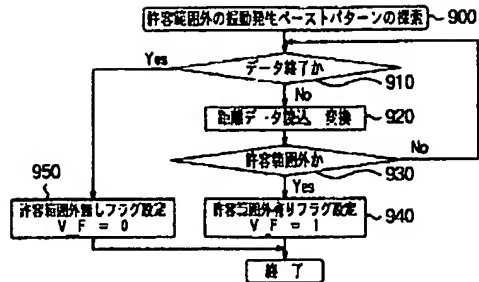 許容範囲外の振動発生ペーストパターンの探索
900
Yes
データ終了か
910
No
距離データ読込 変換
920
No
許容範囲外か
930
950
Yes
許容範囲外無しフラグ設定
VF = 0
許容範囲外有りフラグ設定
VF = 1
940
終了